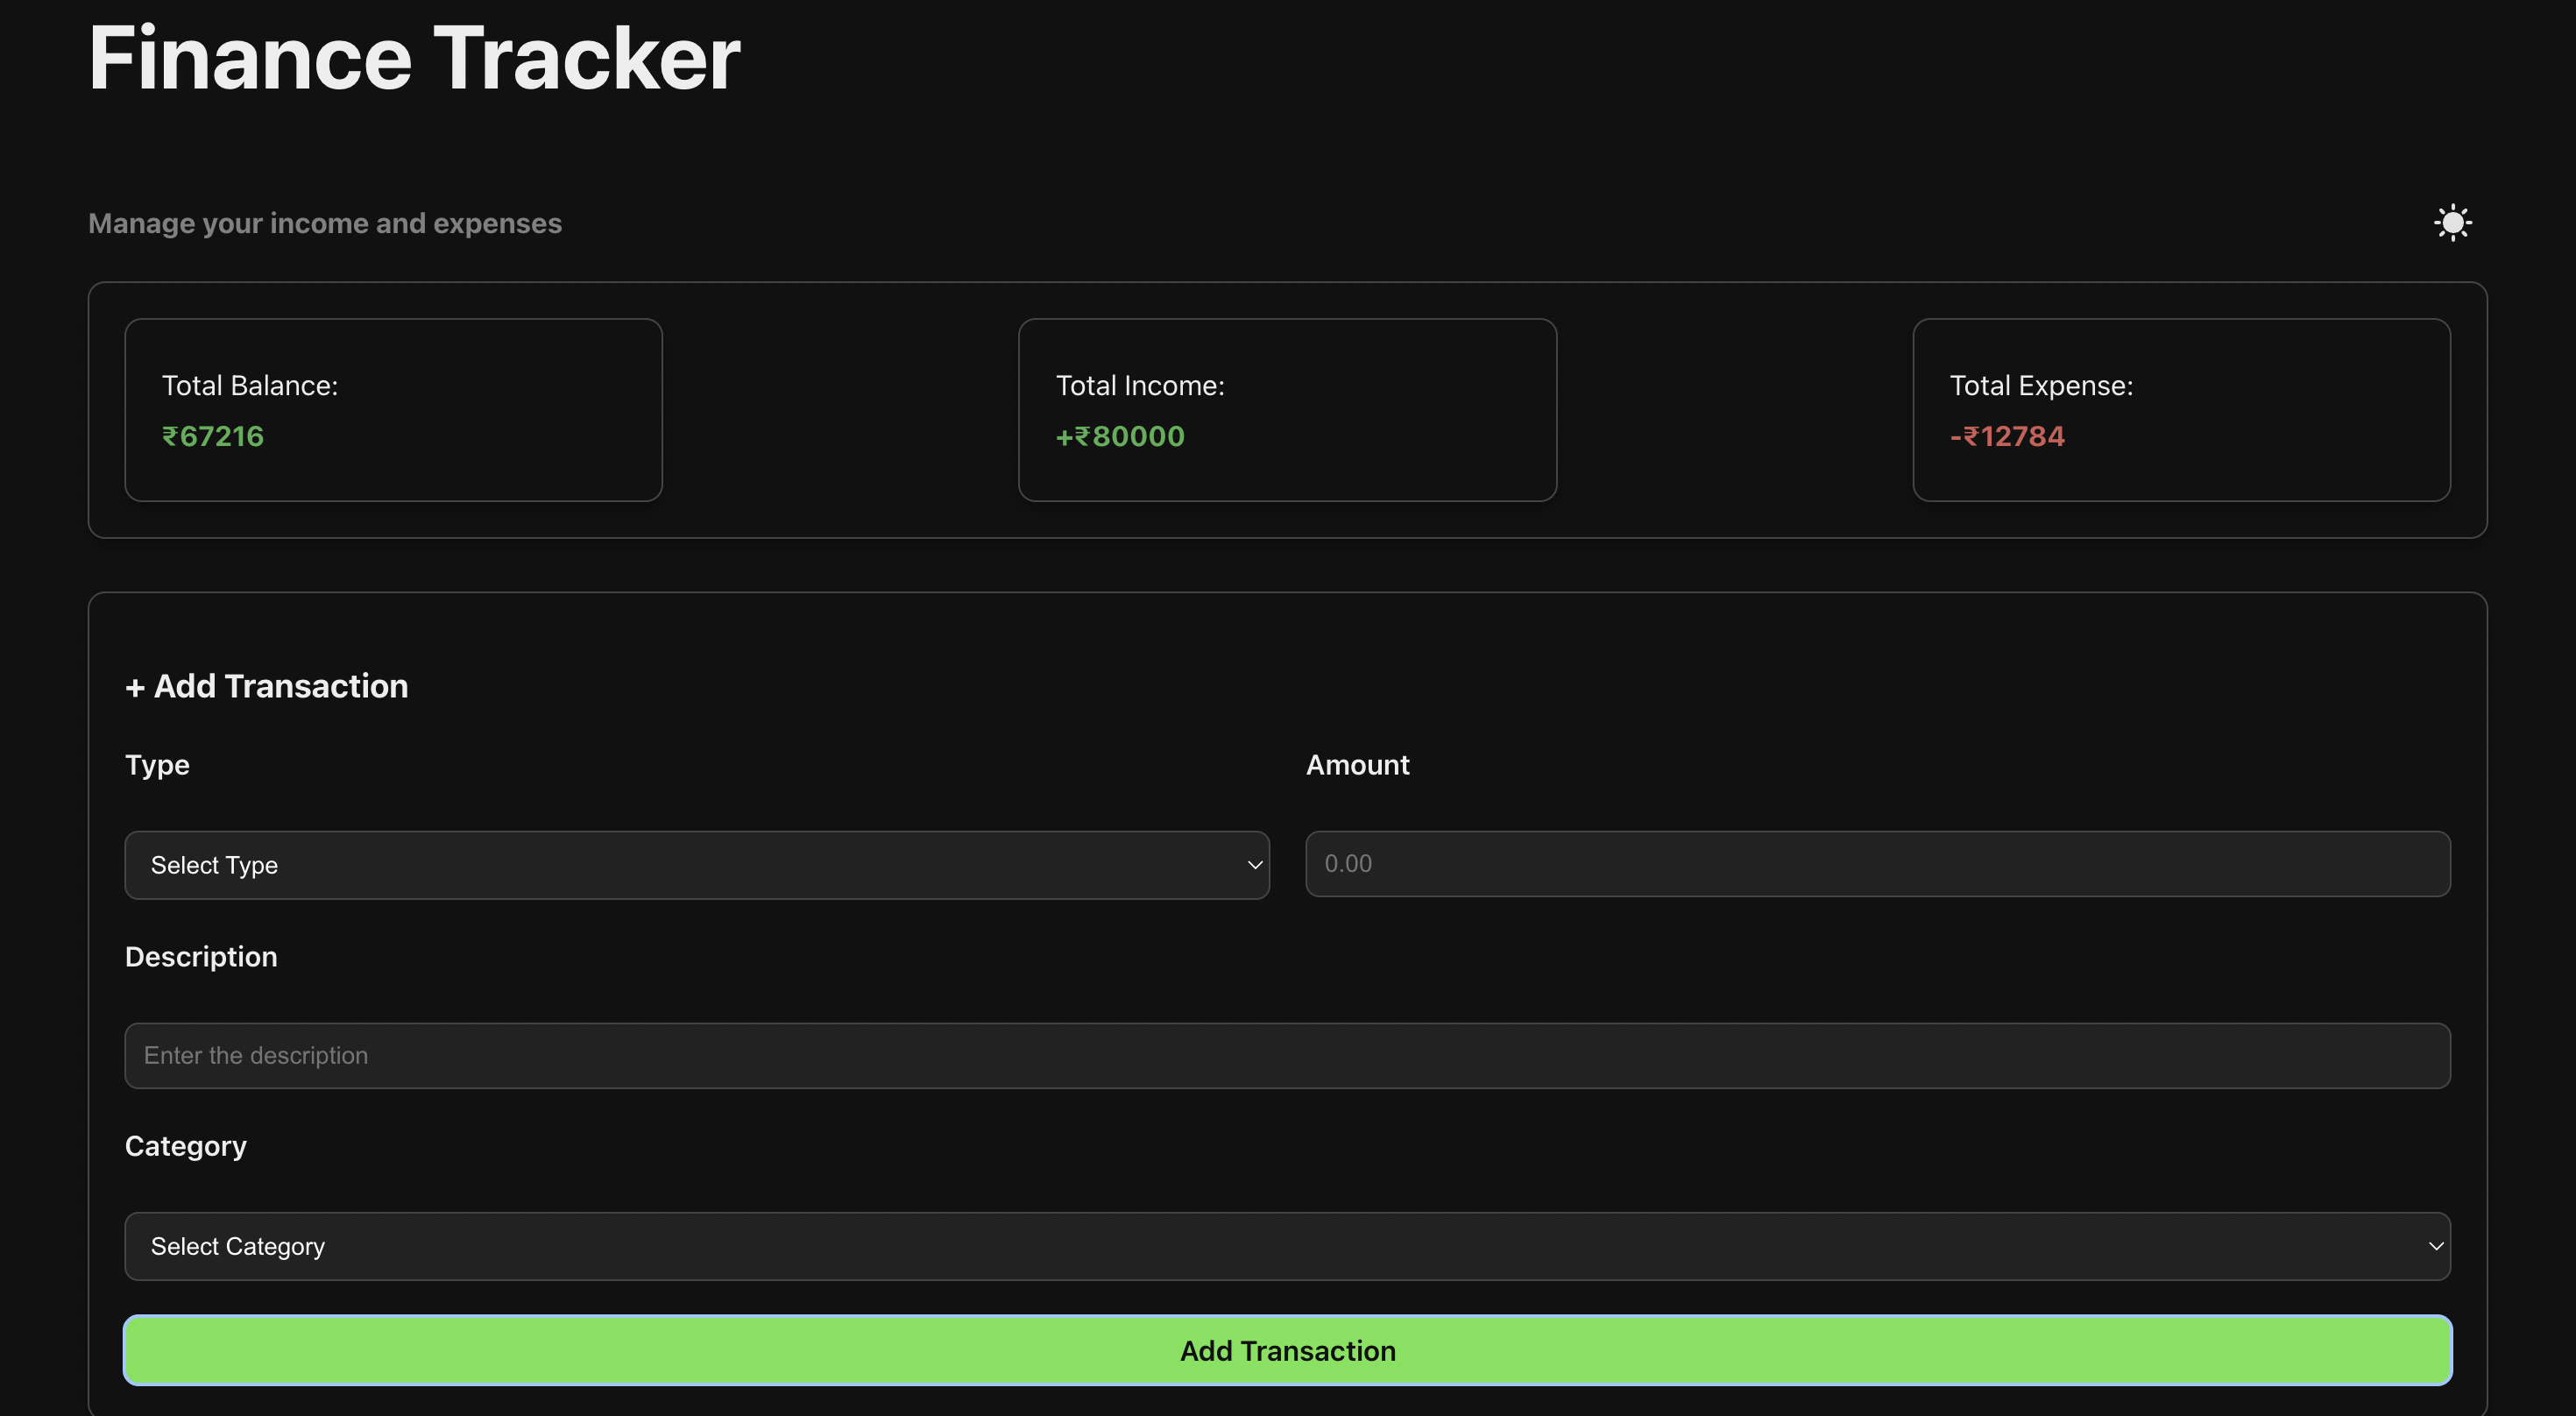 Finance Tracker
Manage your income and expenses
Total Balance:
₹67216
Total Income:
+₹80000
Total Expense:
-₹12784
+ Add Transaction
Type
Amount
Select Type
0.00
Description
Enter the description
Category
Select Category
Add Transaction